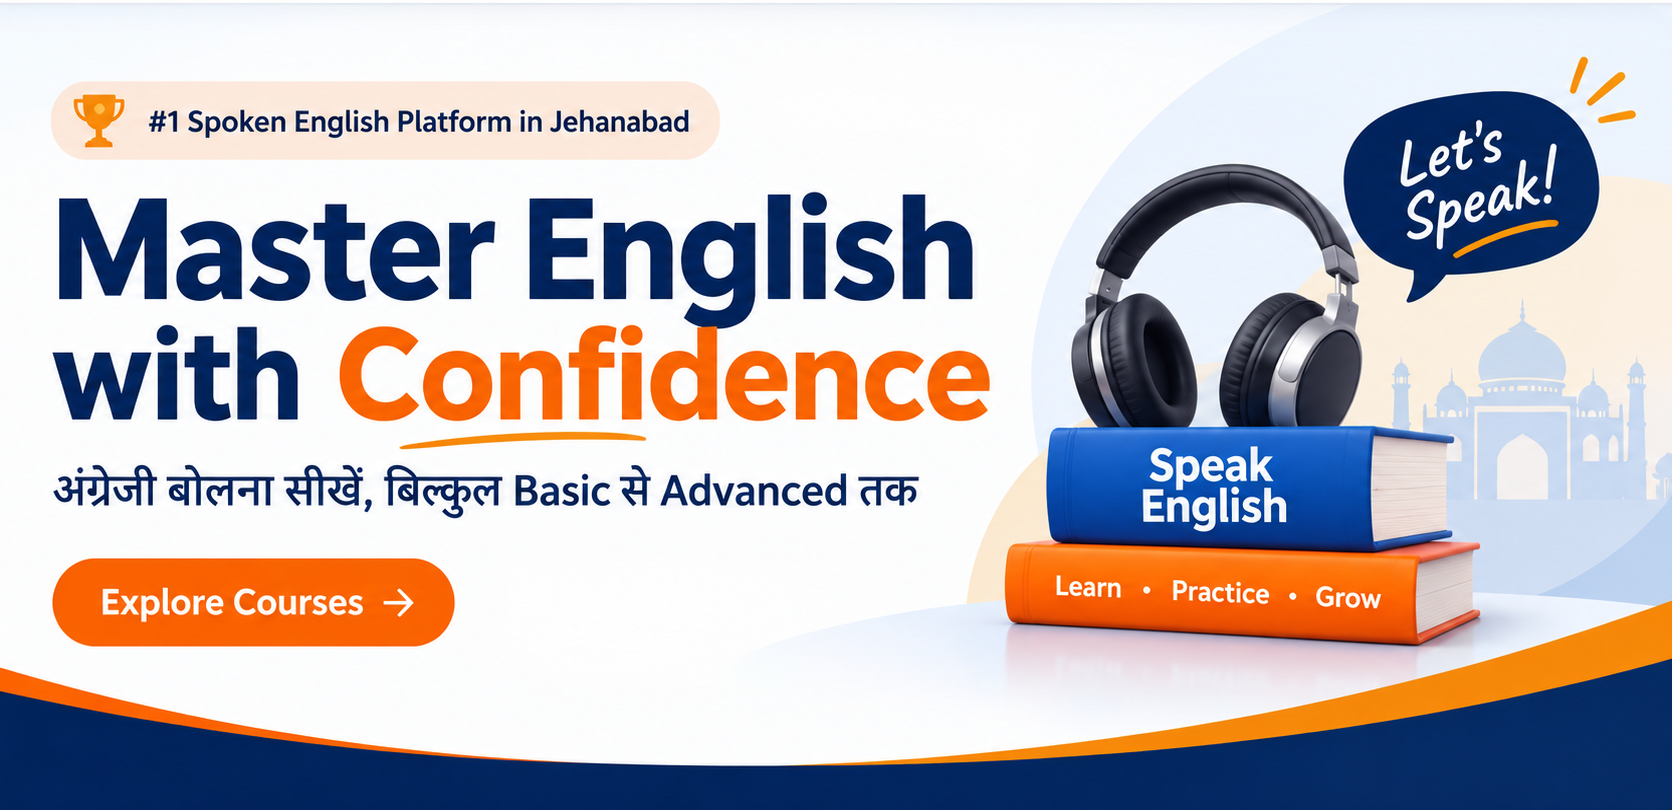 #1 Spoken English Platform in Jehanabad
Master English
with Confidence
अंग्रेजी बोलना सीखें, बिल्कुल Basic से Advanced तक
Explore Courses →
Let's
Speak!
Speak
English
Learn • Practice • Grow